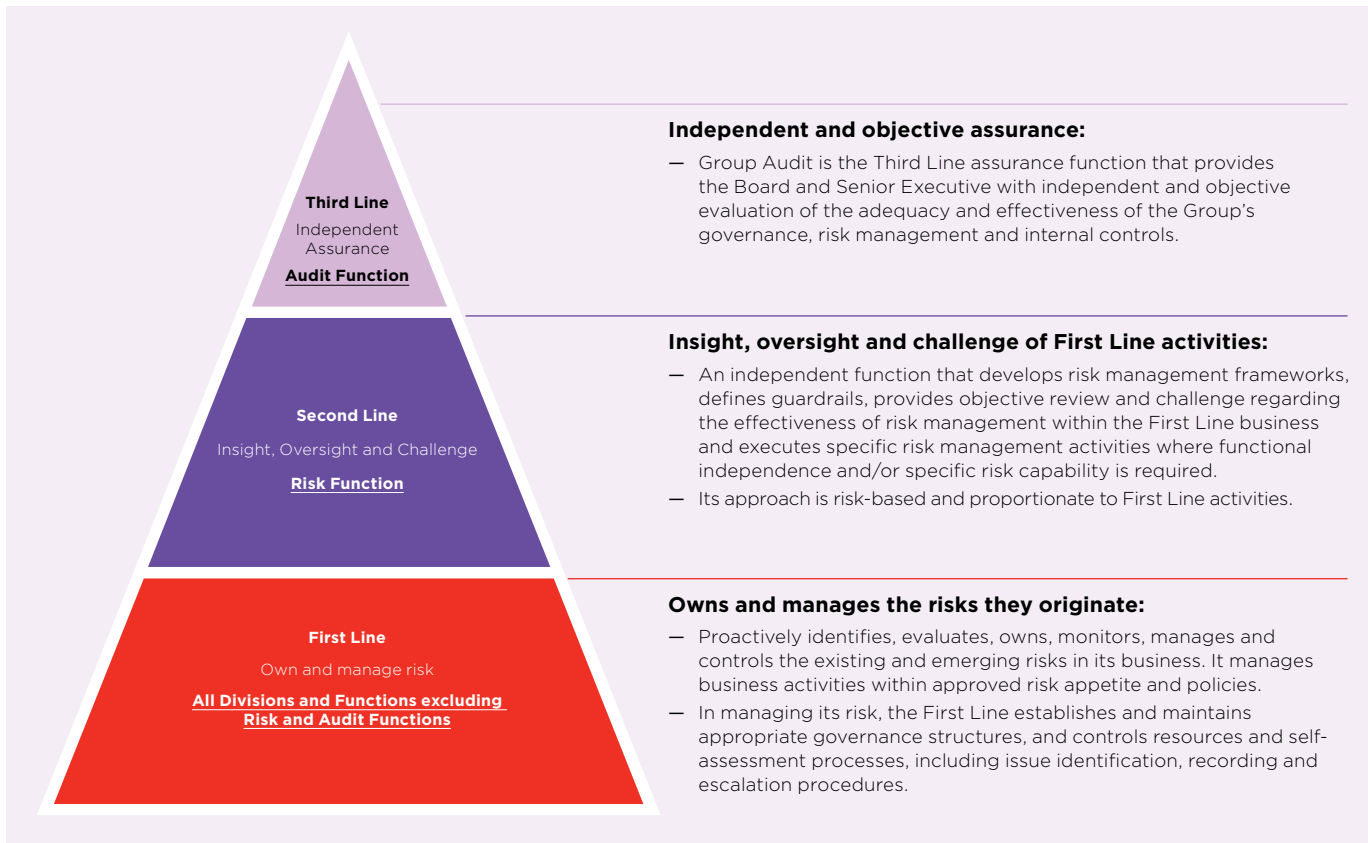 Third Line
Independent
Assurance
Audit Function
Independent and objective assurance:
— Group Audit is the Third Line assurance function that provides
the Board and Senior Executive with independent and objective
evaluation of the adequacy and effectiveness of the Group’s
governance, risk management and internal controls.
Second Line
Insight, Oversight and Challenge
Risk Function
Insight, oversight and challenge of First Line activities:
— An independent function that develops risk management frameworks,
defines guardrails, provides objective review and challenge regarding
the effectiveness of risk management within the First Line business
and executes specific risk management activities where functional
independence and/or specific risk capability is required.
— Its approach is risk-based and proportionate to First Line activities.
First Line
Own and manage risk
All Divisions and Functions excluding
Risk and Audit Functions
Owns and manages the risks they originate:
— Proactively identifies, evaluates, owns, monitors, manages and
controls the existing and emerging risks in its business. It manages
business activities within approved risk appetite and policies.
— In managing its risk, the First Line establishes and maintains
appropriate governance structures, and controls resources and self-
assessment processes, including issue identification, recording and
escalation procedures.